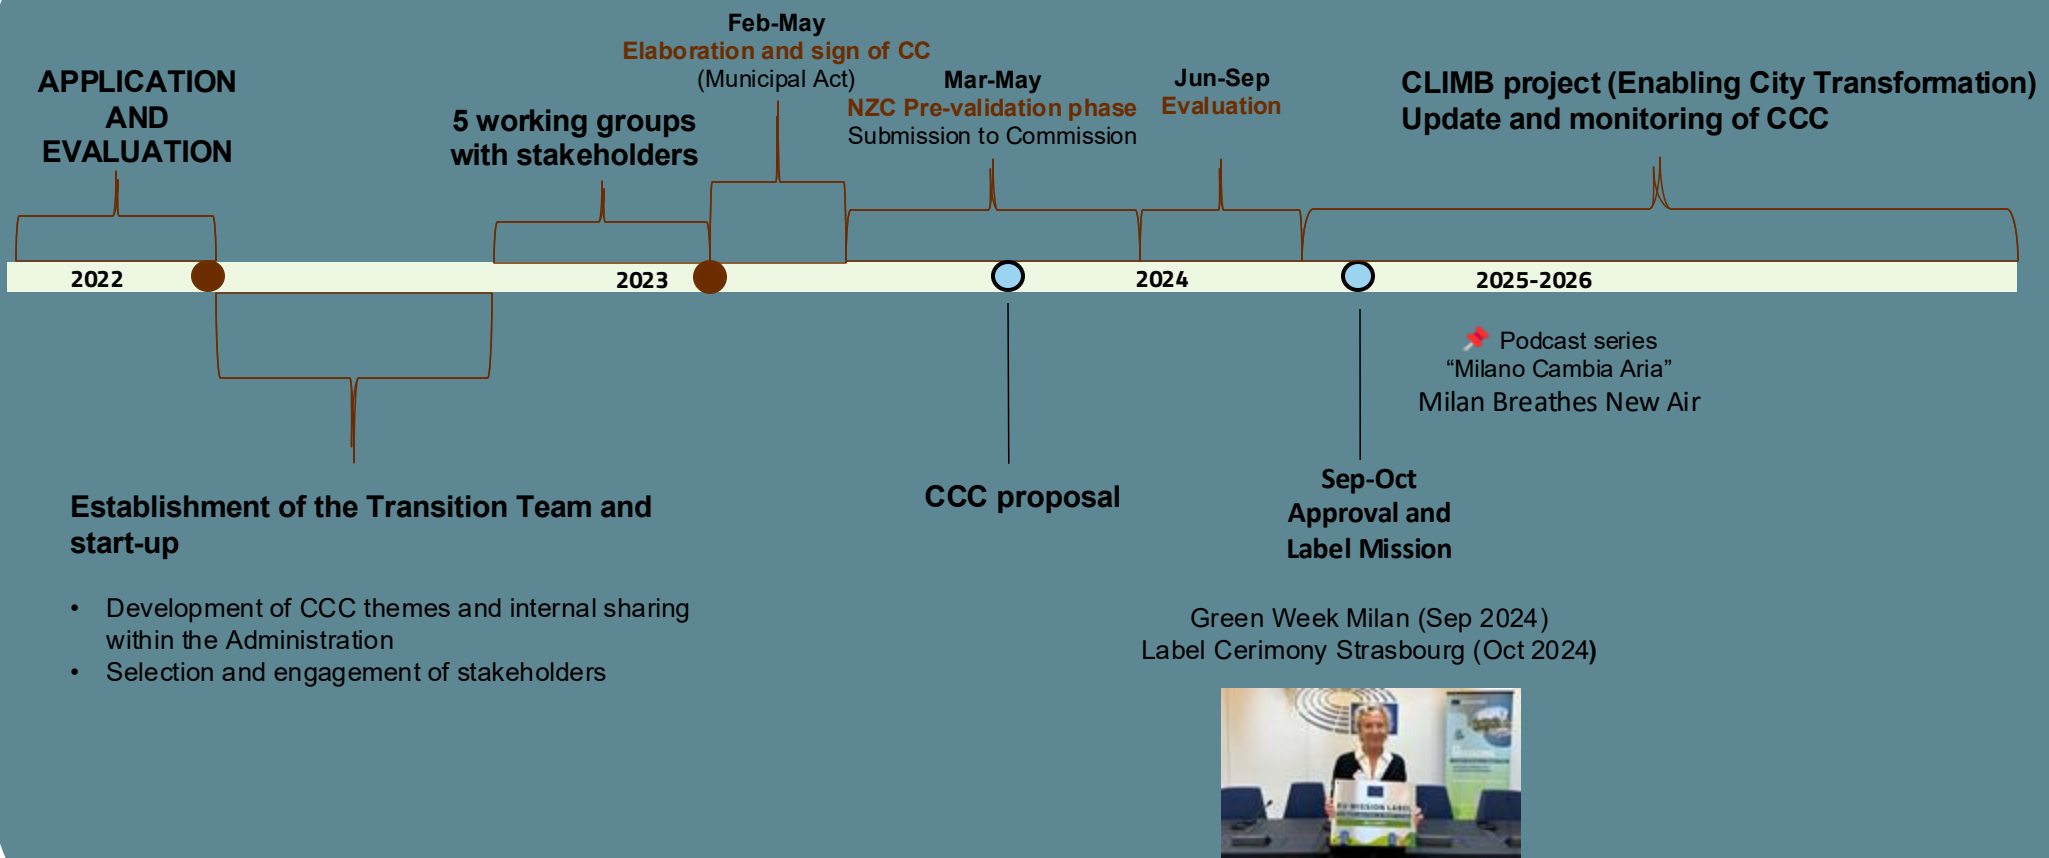 Feb-May
Elaboration and sign of CC
(Municipal Act)
APPLICATION
AND
EVALUATION
5 working groups
with stakeholders
Mar-May
NZC Pre-validation phase
Submission to Commission
Jun-Sep
Evaluation
CLIMB project (Enabling City Transformation)
Update and monitoring of CCC
2022
2023
2024
2025-2026
📌 Podcast series
“Milano Cambia Aria”
Milan Breathes New Air
Establishment of the Transition Team and
start-up
• Development of CCC themes and internal sharing
within the Administration
• Selection and engagement of stakeholders
CCC proposal
Sep-Oct
Approval and
Label Mission
Green Week Milan (Sep 2024)
Label Cerimony Strasbourg (Oct 2024)
EU MISSION LABEL